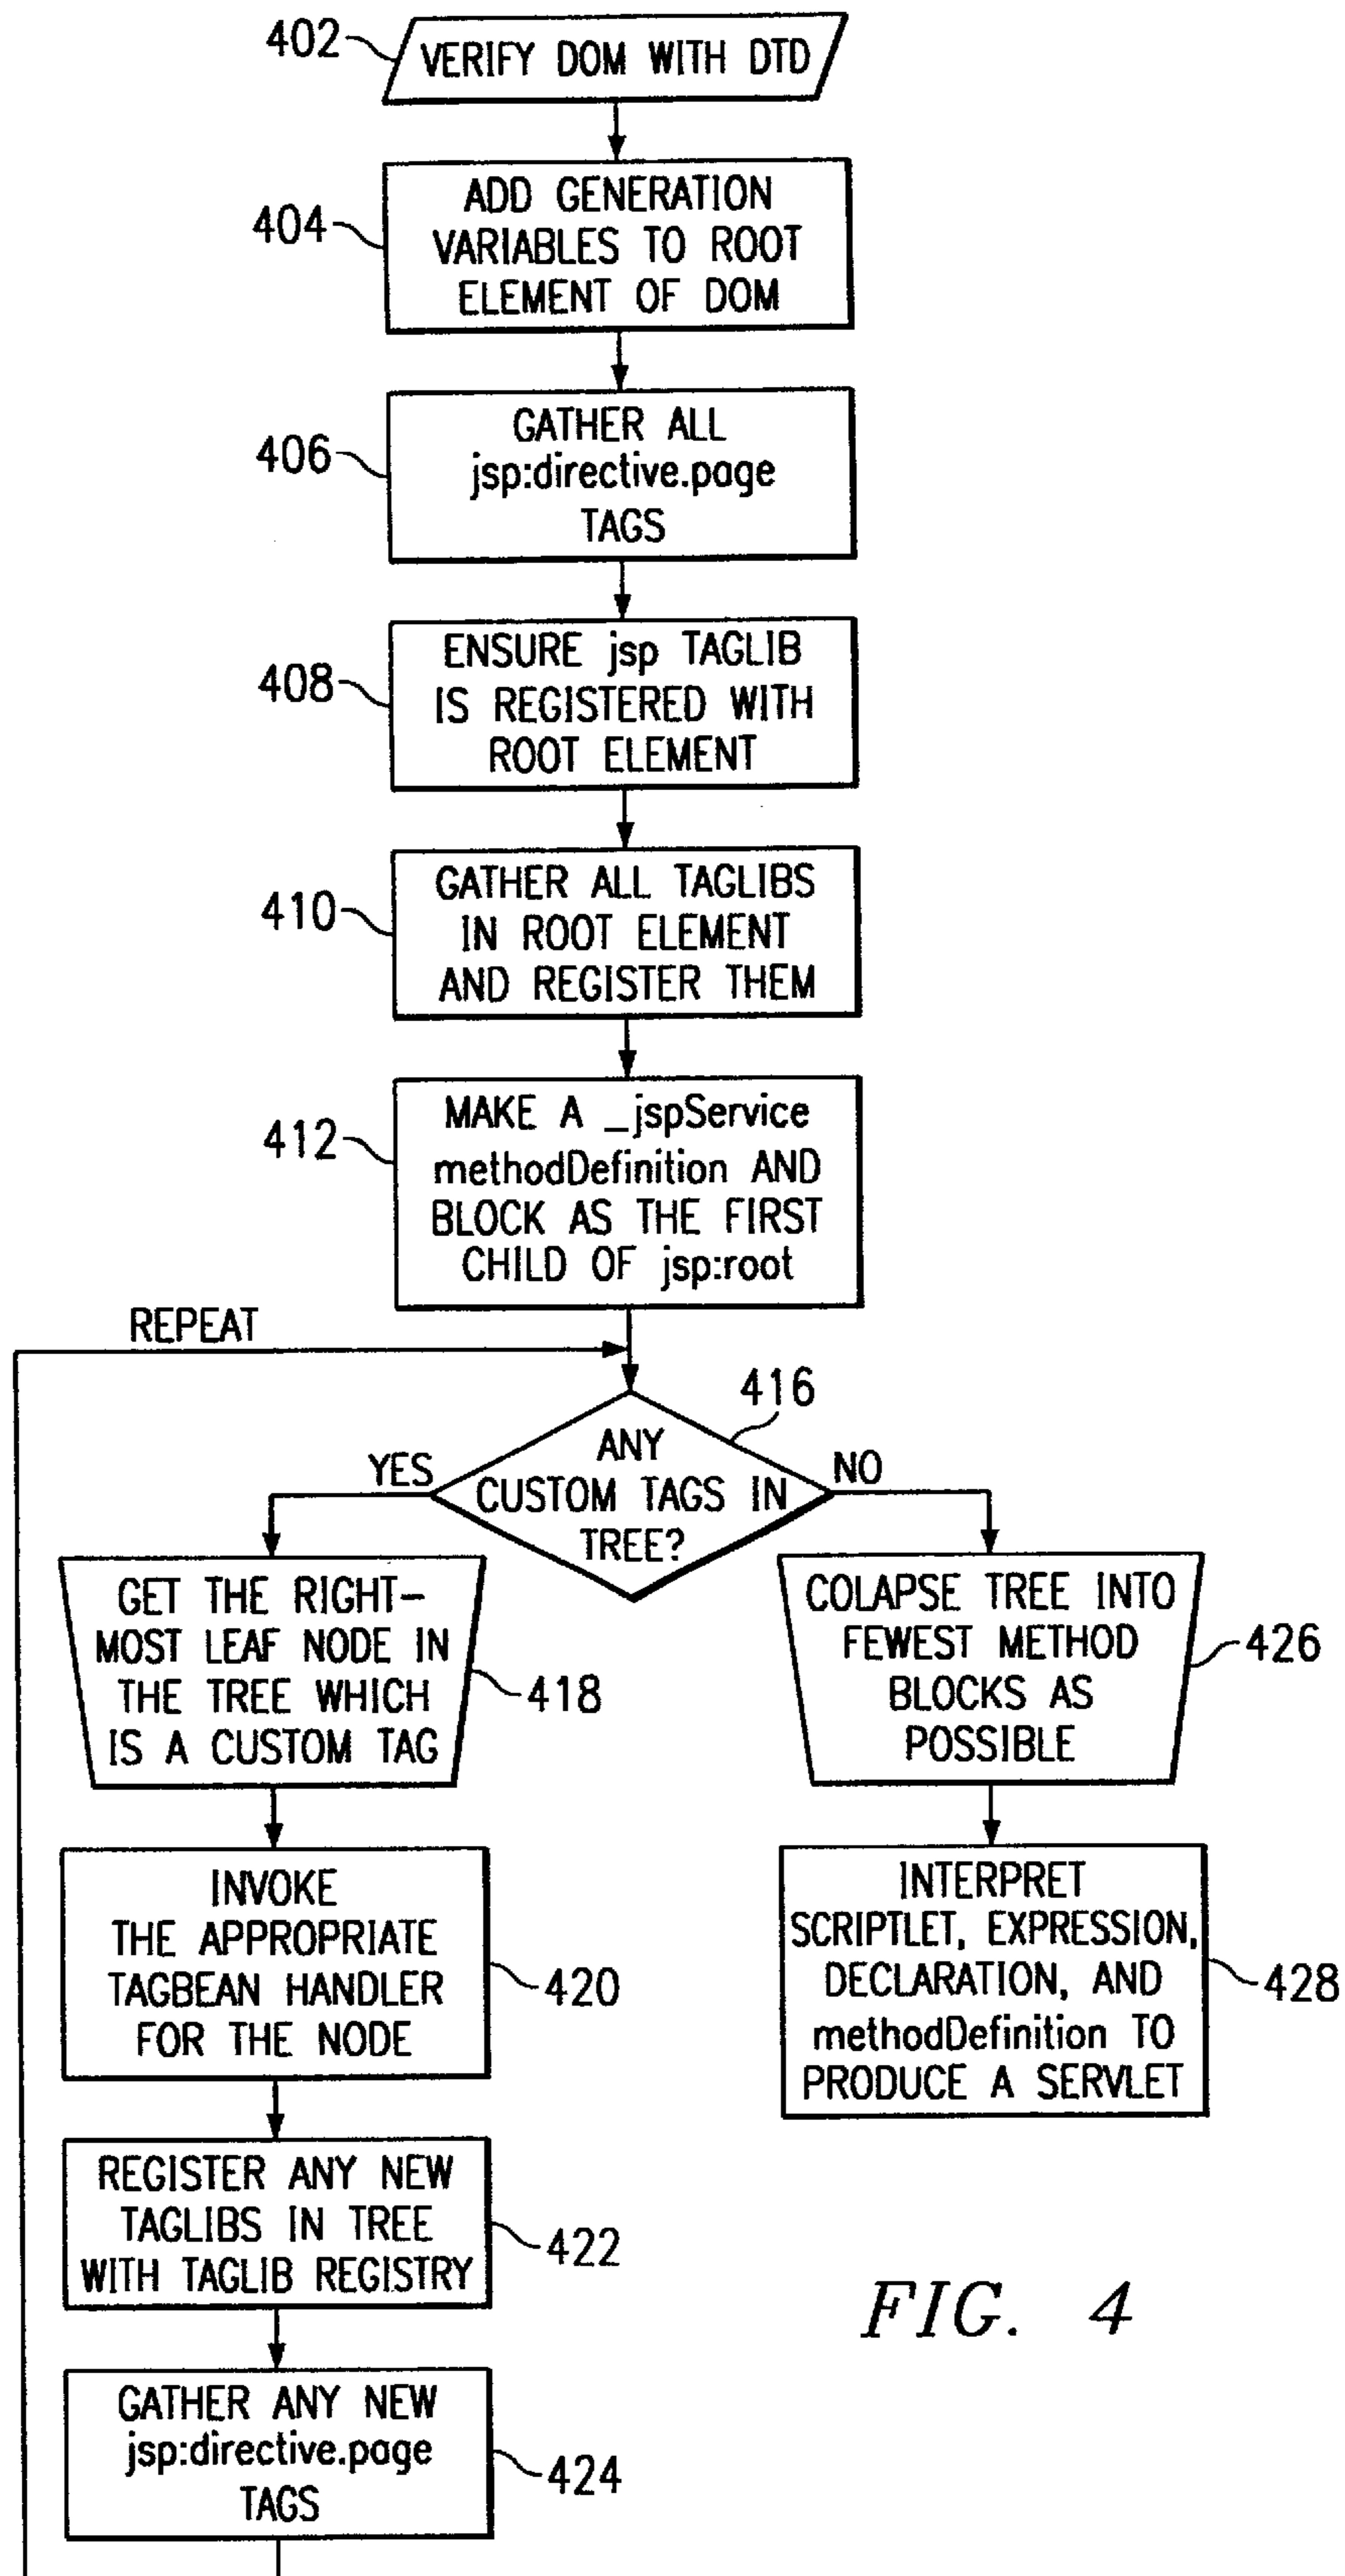 402
VERIFY DOM WITH DTD
404
ADD GENERATION
VARIABLES TO ROOT
ELEMENT OF DOM
406
GATHER ALL
jsp:directive.page
TAGS
408
ENSURE jsp TAGLIB
IS REGISTERED WITH
ROOT ELEMENT
410
GATHER ALL TAGLIBS
IN ROOT ELEMENT
AND REGISTER THEM
412
MAKE A _jspService
methodDefinition AND
BLOCK AS THE FIRST
CHILD OF jsp:root
REPEAT
416
ANY
CUSTOM TAGS IN
TREE?
YES
NO
GET THE RIGHT-
MOST LEAF NODE IN
THE TREE WHICH
IS A CUSTOM TAG
418
INVOKE
THE APPROPRIATE
TAGBEAN HANDLER
FOR THE NODE
420
REGISTER ANY NEW
TAGLIBS IN TREE
WITH TAGLIB REGISTRY
422
GATHER ANY NEW
jsp:directive.page
TAGS
424
COLAPSE TREE INTO
FEWEST METHOD
BLOCKS AS
POSSIBLE
426
INTERPRET
SCRIPTLET, EXPRESSION,
DECLARATION, AND
methodDefinition TO
PRODUCE A SERVLET
428
FIG. 4